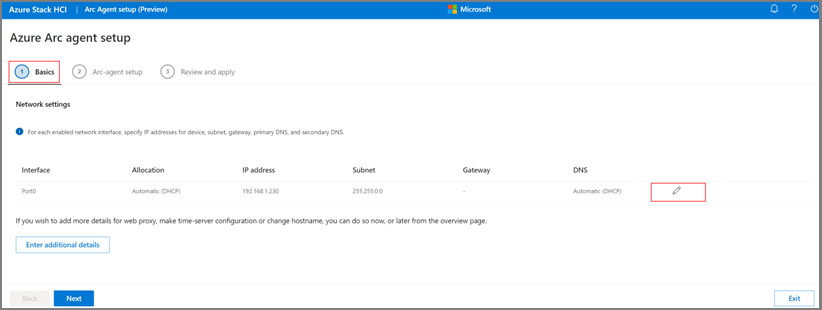 Azure Stack HCI | Arc Agent setup (Preview) Microsoft ?
Azure Arc agent setup
1 Basics 2 Arc-agent setup 3 Review and apply
Network settings
For each enabled network interface, specify IP addresses for device, subnet, gateway, primary DNS, and secondary DNS.
Interface Allocation IP address Subnet Gateway DNS
Port0 Automatic (DHCP) 192.168.1.230 255.255.0.0 - Automatic (DHCP)
If you wish to add more details for web proxy, make time-server configuration or change hostname, you can do so now, or later from the overview page.
Enter additional details
Back Next Exit